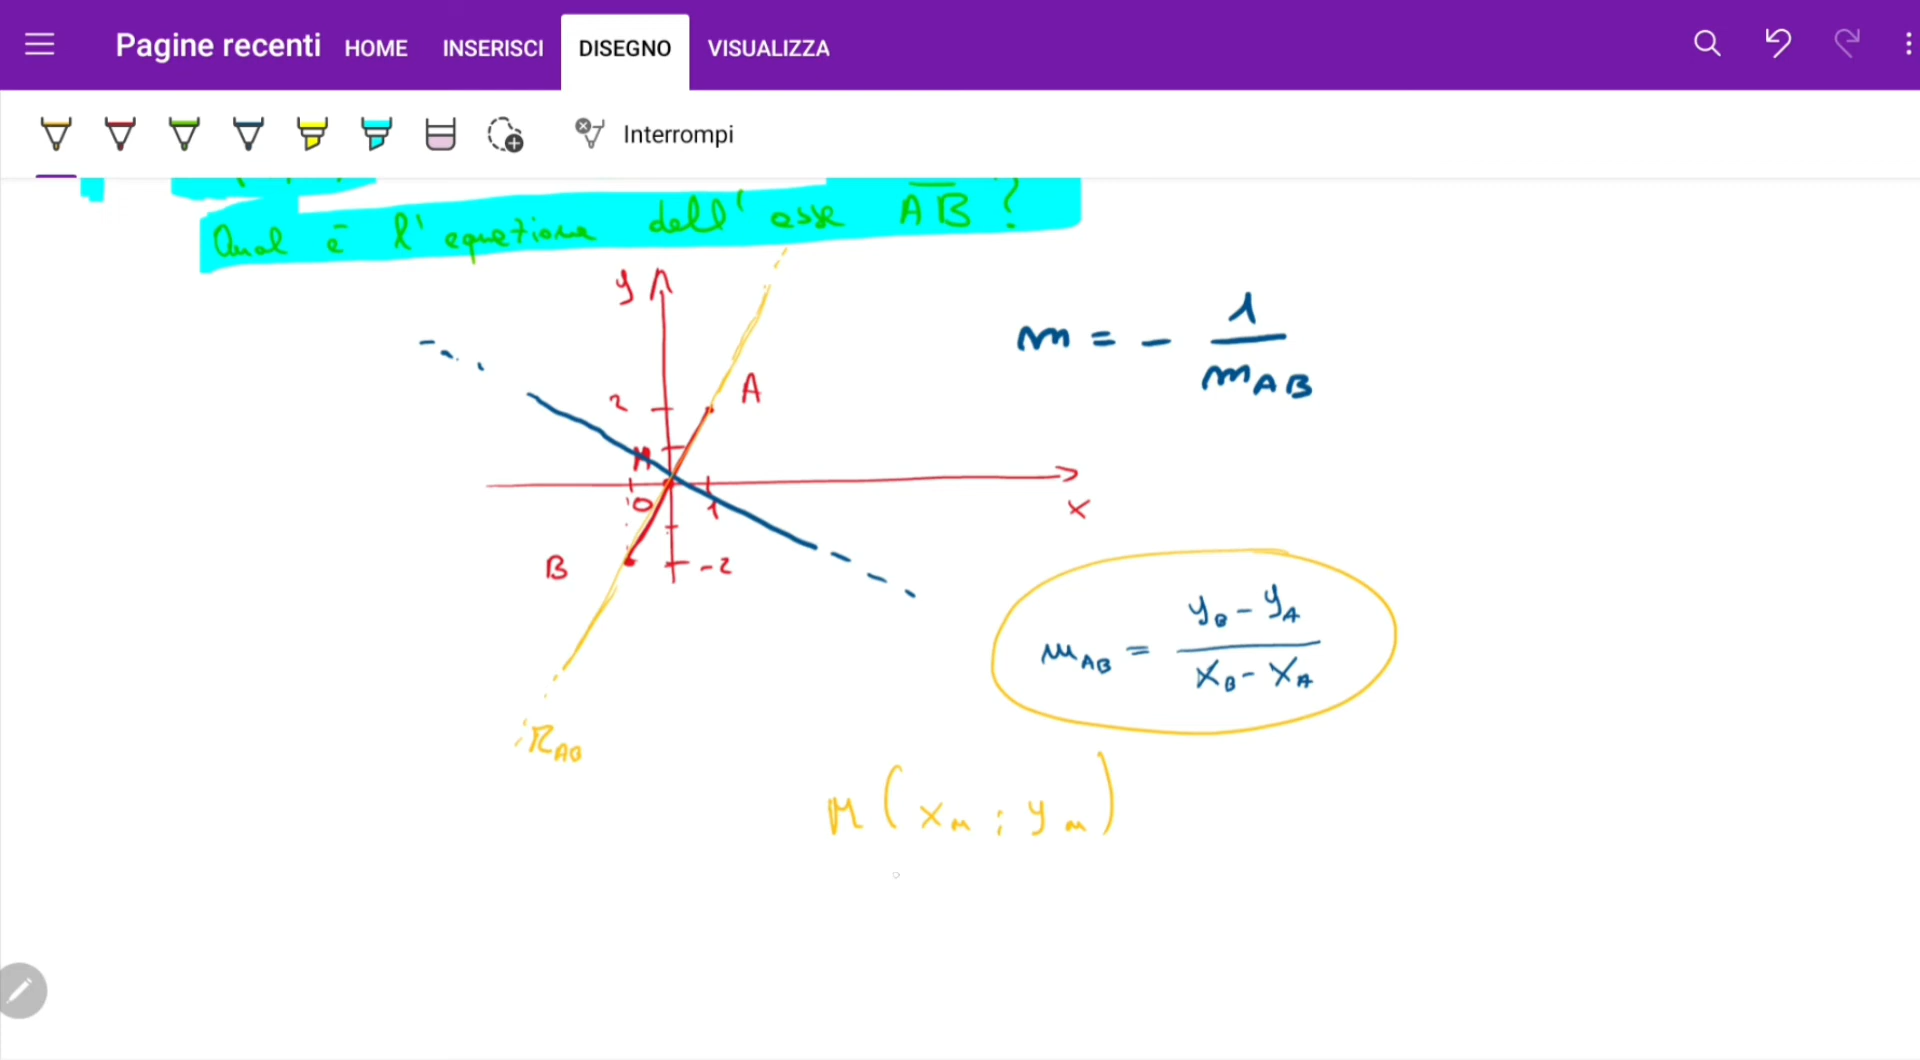 Pagine recenti HOME INSERISCI DISEGNO VISUALIZZA
Interrompi
Qual è l'equazione dell'asse AB?
y
A
2
M
0
1
x
B
-2
m = - 1 / mAB
mAB = yB - yA / xB - xA
rAB
M (xM ; yM)